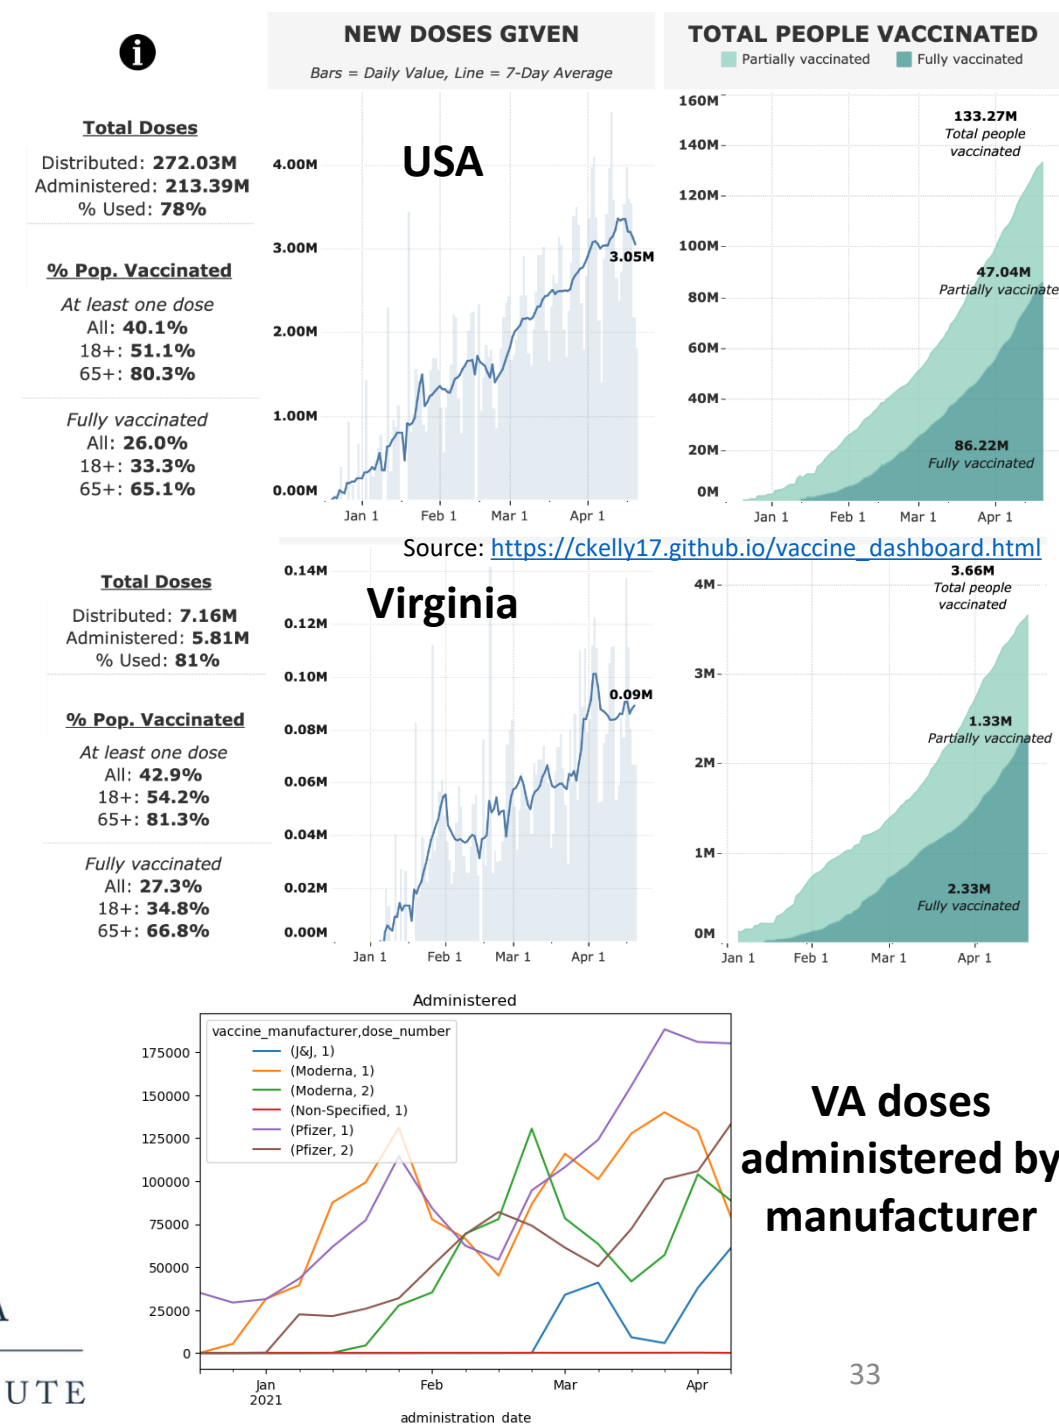 NEW DOSES GIVEN
Bars = Daily Value, Line = 7-Day Average
TOTAL PEOPLE VACCINATED
Partially vaccinated
Fully vaccinated
Total Doses
Distributed: 272.03M
Administered: 213.39M
% Used: 78%
% Pop. Vaccinated
At least one dose
All: 40.1%
18+: 51.1%
65+: 80.3%
Fully vaccinated
All: 26.0%
18+: 33.3%
65+: 65.1%
USA
4.00M
3.00M
2.00M
1.00M
0.00M
3.05M
Jan 1
Feb 1
Mar 1
Apr 1
160M
140M
120M
100M
80M
60M
40M
20M
0M
133.27M
Total people
vaccinated
47.04M
Partially vaccinate
86.22M
Fully vaccinated
Jan 1
Feb 1
Mar 1
Apr 1
Source: https://ckelly17.github.io/vaccine_dashboard.html
Total Doses
Distributed: 7.16M
Administered: 5.81M
% Used: 81%
% Pop. Vaccinated
At least one dose
All: 42.9%
18+: 54.2%
65+: 81.3%
Fully vaccinated
All: 27.3%
18+: 34.8%
65+: 66.8%
Virginia
0.14M
0.12M
0.10M
0.08M
0.06M
0.04M
0.02M
0.00M
0.09M
Jan 1
Feb 1
Mar 1
Apr 1
4M
3M
2M
1M
0M
3.66M
Total people
vaccinated
1.33M
Partially vaccinated
2.33M
Fully vaccinated
Jan 1
Feb 1
Mar 1
Apr 1
Administered
vaccine_manufacturer,dose_number
(J&J, 1)
(Moderna, 1)
(Moderna, 2)
(Non-Specified, 1)
(Pfizer, 1)
(Pfizer, 2)
175000
150000
125000
100000
75000
50000
25000
0
Jan
2021
Feb
Mar
Apr
administration_date
VA doses
administered by
manufacturer
A
UTE
33